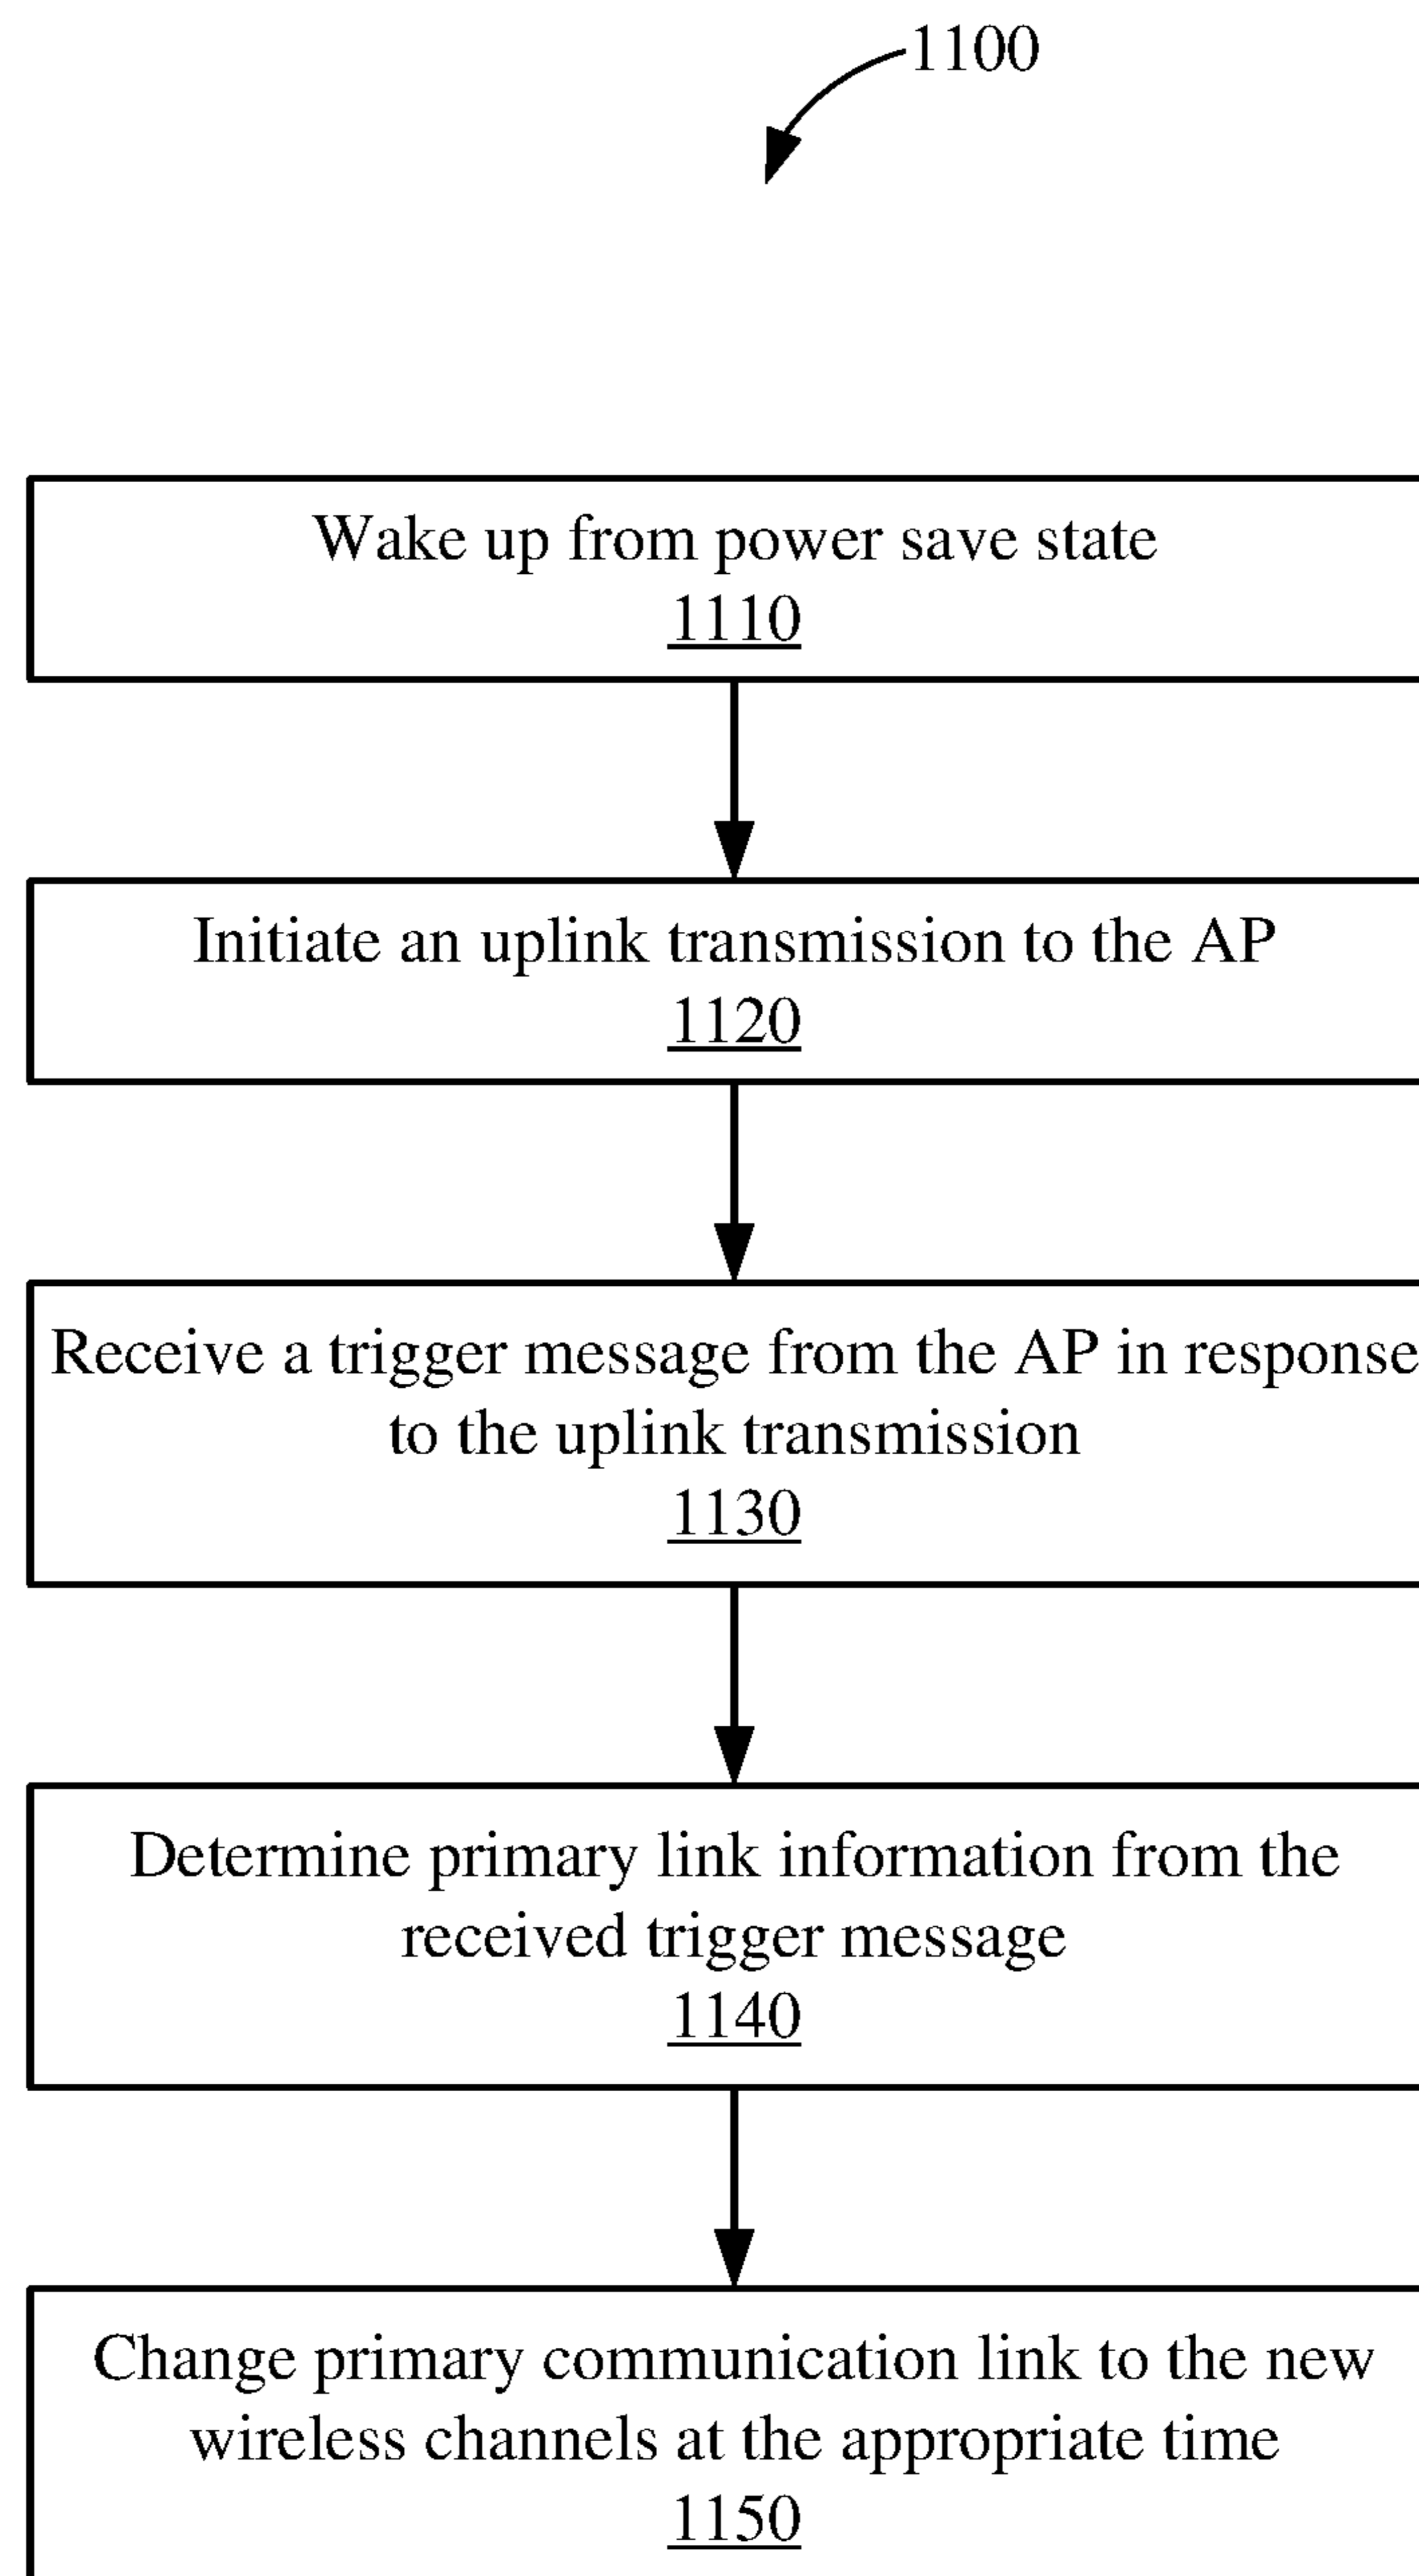 1100
Wake up from power save state
1110
Initiate an uplink transmission to the AP
1120
Receive a trigger message from the AP in response
to the uplink transmission
1130
Determine primary link information from the
received trigger message
1140
Change primary communication link to the new
wireless channels at the appropriate time
1150